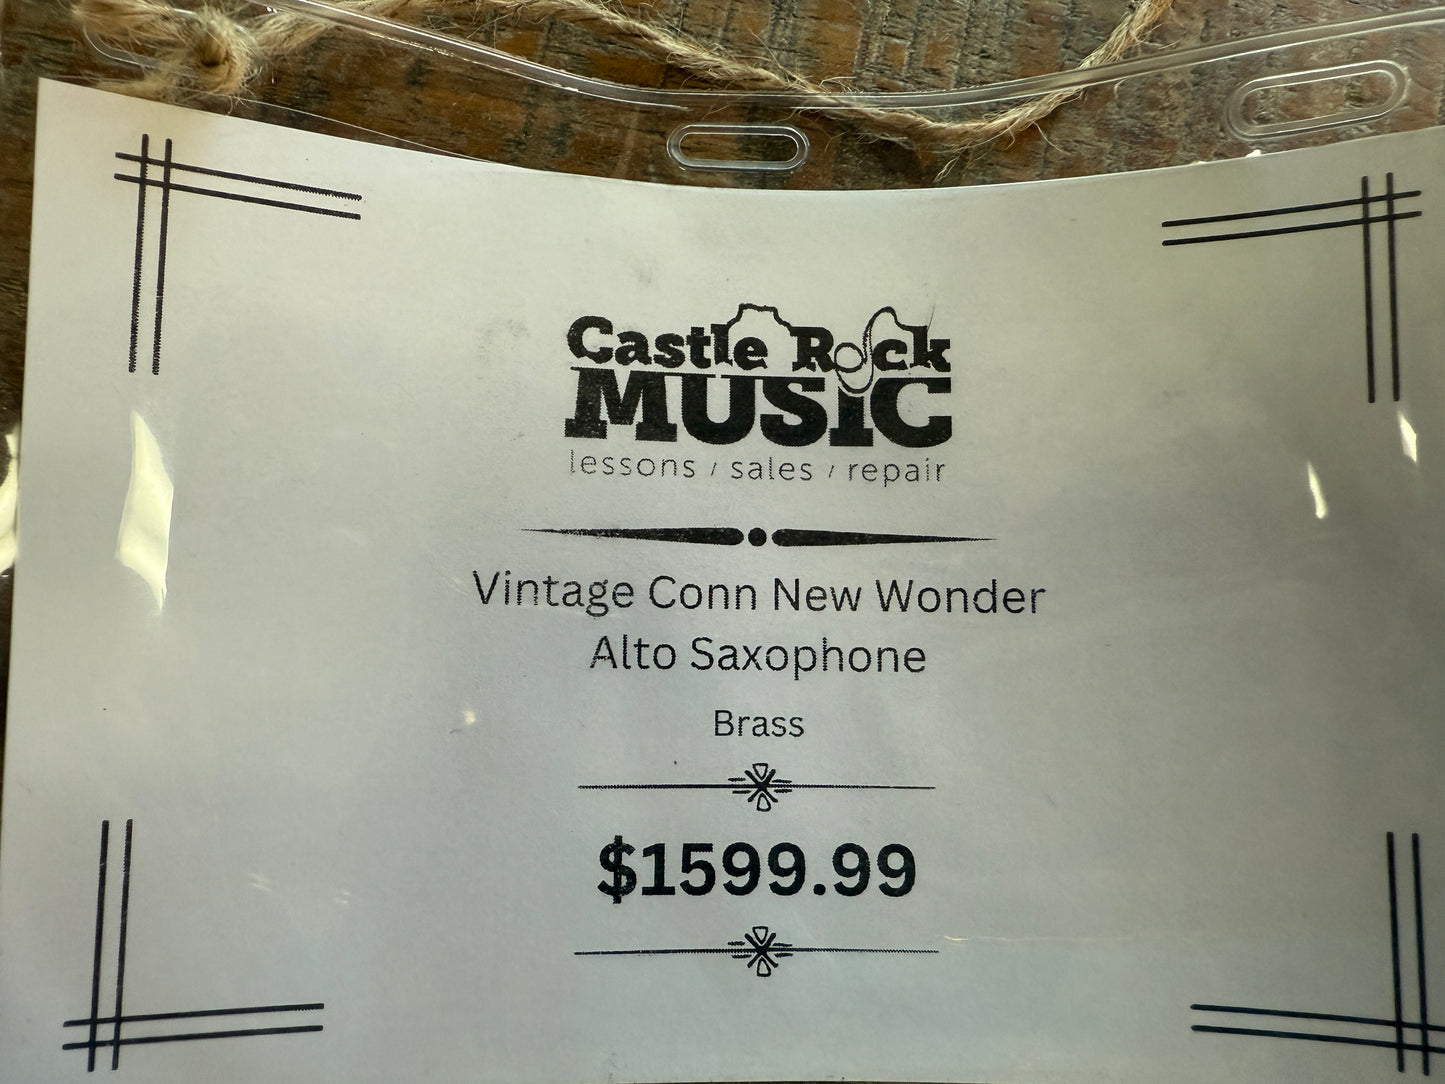 Castle Rock
MUSiC
lessons / sales / repair
Vintage Conn New Wonder
Alto Saxophone
Brass
$1599.99